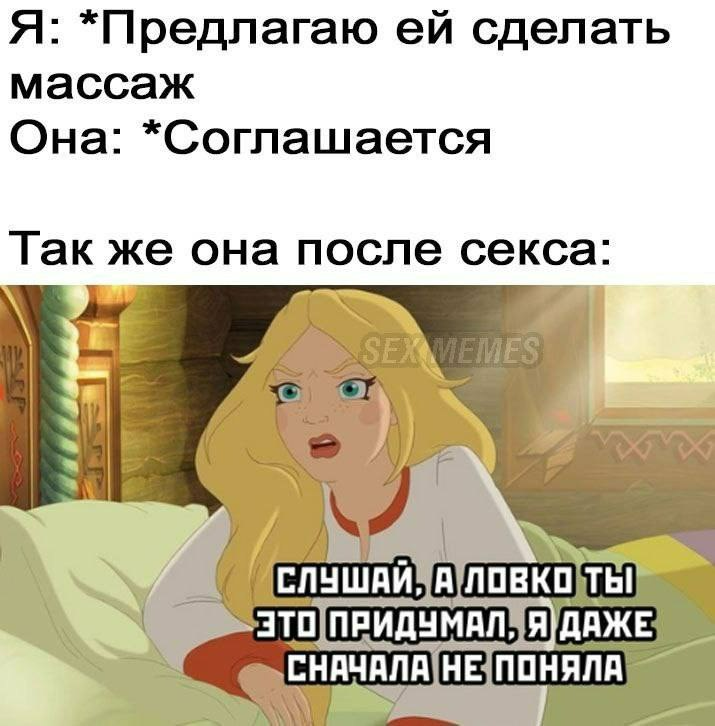 Я: *Предлагаю ей сделать
массаж
Она: *Соглашается
Так же она после секса:
SEX MEMES
СЛУШАЙ, А ЛОВКО ТЫ
ЭТО ПРИДУМАЛ, Я ДАЖЕ
СНАЧАЛА НЕ ПОНЯЛА